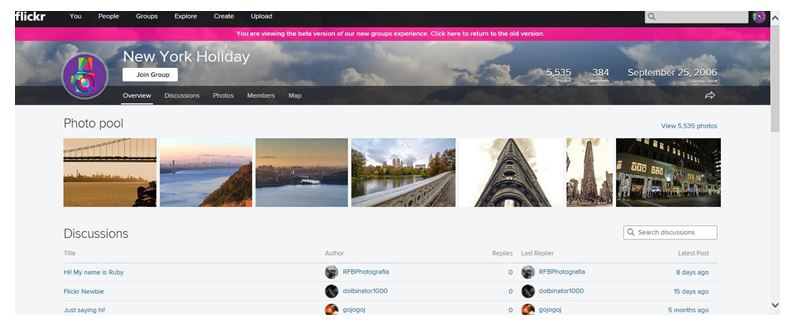 flickr You People Groups Explore Create Upload
You are viewing the beta version of our new groups experience. Click here to return to the old version.
New York Holiday
Join Group
5,535 384 September 25, 2006
Overview Discussions Photos Members Map
Photo pool
View 5,535 photos
Discussions
Search discussions
Title Author Replies Last Replier Latest Post
Hi! My name is Ruby RFBPhotografia 0 RFBPhotografia 8 days ago
Flickr Newbie dolbinator1000 0 dolbinator1000 15 days ago
Just saying hi! gojogoj 0 gojogoj 5 months ago